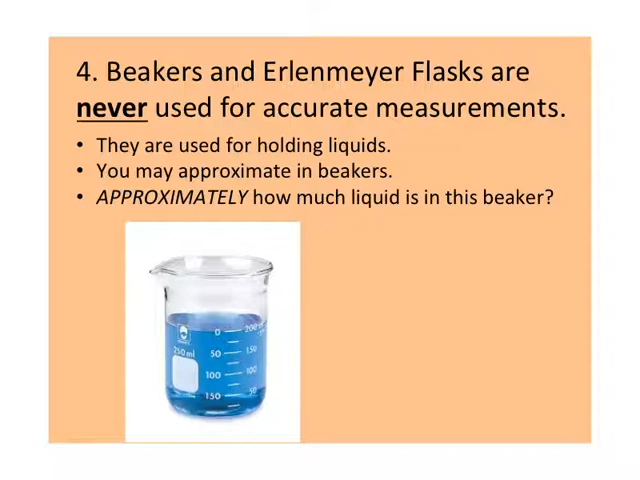 4. Beakers and Erlenmeyer Flasks are
never used for accurate measurements.
• They are used for holding liquids.
• You may approximate in beakers.
• APPROXIMATELY how much liquid is in this beaker?
0 200
250 ml
50 150
100 100
150 50